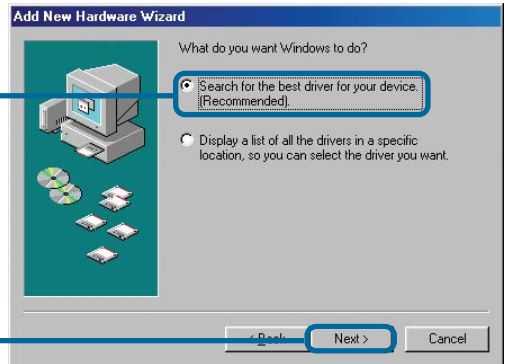 Add New Hardware Wizard
What do you want Windows to do?
Search for the best driver for your device.
(Recommended).
Display a list of all the drivers in a specific
location, so you can select the driver you want.
< Back
Next >
Cancel